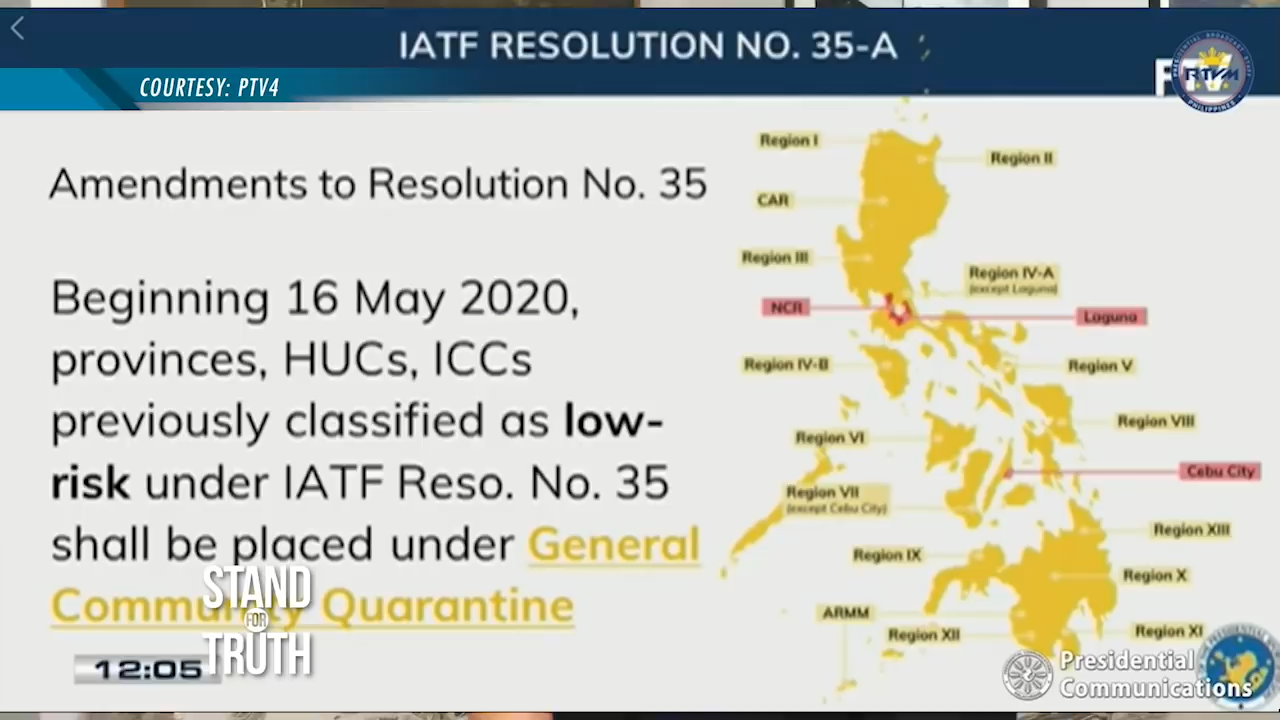 IATF RESOLUTION NO. 35-A
COURTESY: PTV4
RTVM
PHILIPPINES
Amendments to Resolution No. 35
Beginning 16 May 2020,
provinces, HUCs, ICCs
previously classified as low-
risk under IATF Reso. No. 35
shall be placed under General
Community Quarantine
Region I
Region II
CAR
Region III
Region IV-A
(except Laguna)
NCR
Laguna
Region IV-B
Region V
Region VIII
Region VI
Cebu City
Region VII
(except Cebu City)
Region XIII
Region IX
Region X
ARMM
Region XII
Region XI
STAND
FOR
TRUTH
12:05
Presidential
Communications